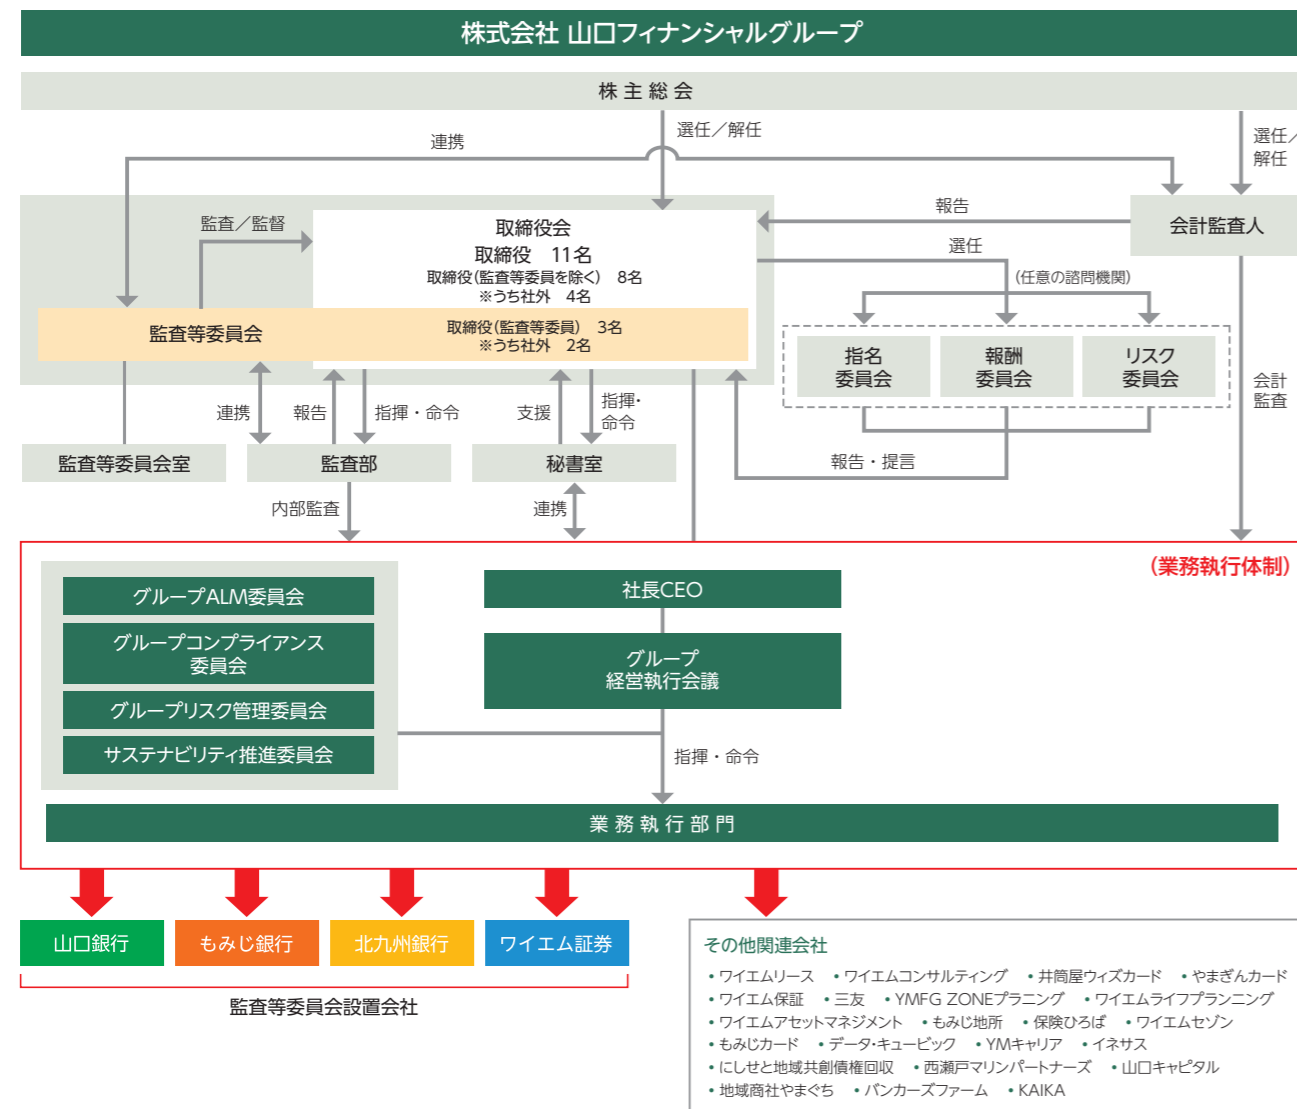 株式会社 山口フィナンシャルグループ
株主総会
選任／解任
選任／
解任
連携
監査／監督
取締役会
取締役　11名
取締役(監査等委員を除く)　8名
※うち社外　4名
監査等委員会
取締役(監査等委員)　3名
※うち社外　2名
報告
会計監査人
選任
(任意の諮問機関)
指名
委員会
報酬
委員会
リスク
委員会
会計
監査
連携
報告
指揮・命令
支援
指揮・
命令
報告・提言
監査等委員会室
監査部
秘書室
内部監査
連携
(業務執行体制)
グループALM委員会
グループコンプライアンス
委員会
グループリスク管理委員会
サステナビリティ推進委員会
社長CEO
グループ
経営執行会議
指揮・命令
業務執行部門
山口銀行
もみじ銀行
北九州銀行
ワイエム証券
監査等委員会設置会社
その他関連会社
•ワイエムリース　•ワイエムコンサルティング　•井筒屋ウィズカード　•やまぎんカード
•ワイエム保証　•三友　•YMFG ZONEプラニング　•ワイエムライフプランニング
•ワイエムアセットマネジメント　•もみじ地所　•保険ひろば　•ワイエムセゾン
•もみじカード　•データ・キュービック　•YMキャリア　•イネサス
•にしせと地域共創債権回収　•西瀬戸マリンパートナーズ　•山口キャピタル
•地域商社やまぐち　•バンカーズファーム　•KAIKA